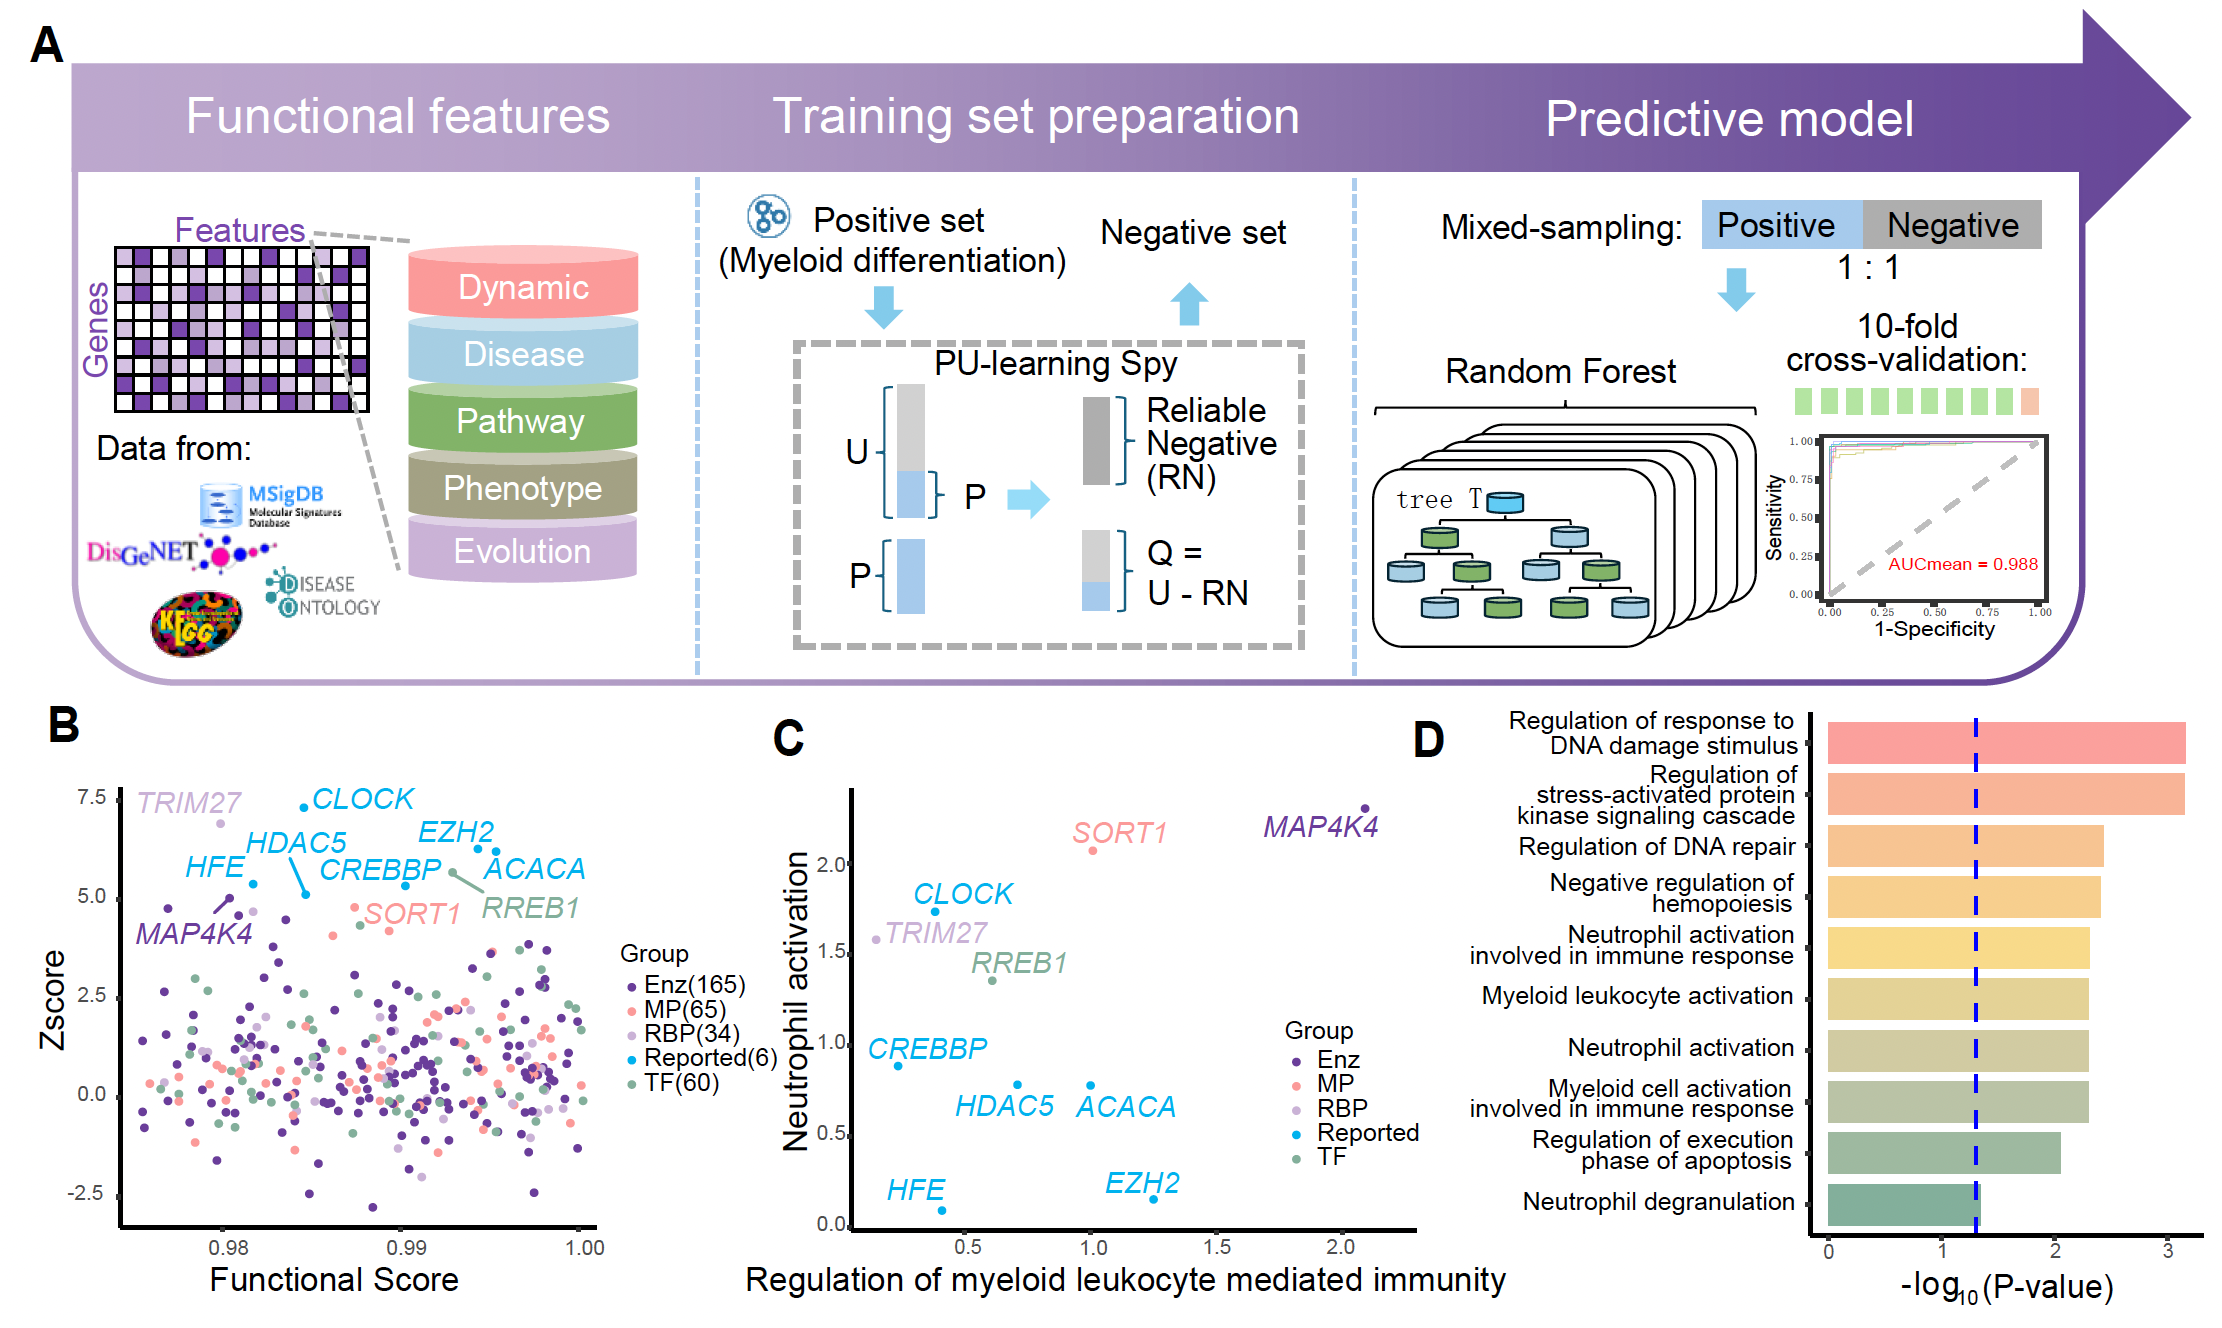 A
Functional features
Training set preparation
Predictive model
Features
Genes
Dynamic
Disease
Pathway
Phenotype
Evolution
Data from:
MSigDB
Molecular Signatures
Database
DisGeNET
DISEASE
ONTOLOGY
KEGG
Positive set
(Myeloid differentiation)
Negative set
PU-learning Spy
U
P
P
Reliable
Negative
(RN)
Q =
U - RN
Mixed-sampling:
Positive
Negative
1 : 1
10-fold
cross-validation:
Random Forest
tree T
Sensitivity
1.00
0.75
0.50
0.25
0.00
AUCmean = 0.988
0.00
0.25
0.50
0.75
1.00
1-Specificity
B
Zscore
7.5
5.0
2.5
0.0
-2.5
TRIM27
CLOCK
HDAC5
EZH2
HFE
CREBBP
ACACA
MAP4K4
SORT1
RREB1
0.98
0.99
1.00
Functional Score
Group
Enz(165)
MP(65)
RBP(34)
Reported(6)
TF(60)
C
Neutrophil activation
2.0
1.5
1.0
0.5
0.0
SORT1
MAP4K4
CLOCK
TRIM27
RREB1
CREBBP
HDAC5
ACACA
HFE
EZH2
0.5
1.0
1.5
2.0
Regulation of myeloid leukocyte mediated immunity
Group
Enz
MP
RBP
Reported
TF
D
Regulation of response to
DNA damage stimulus
Regulation of
stress-activated protein
kinase signaling cascade
Regulation of DNA repair
Negative regulation of
hemopoiesis
Neutrophil activation
involved in immune response
Myeloid leukocyte activation
Neutrophil activation
Myeloid cell activation
involved in immune response
Regulation of execution
phase of apoptosis
Neutrophil degranulation
0
1
2
3
-log10(P-value)